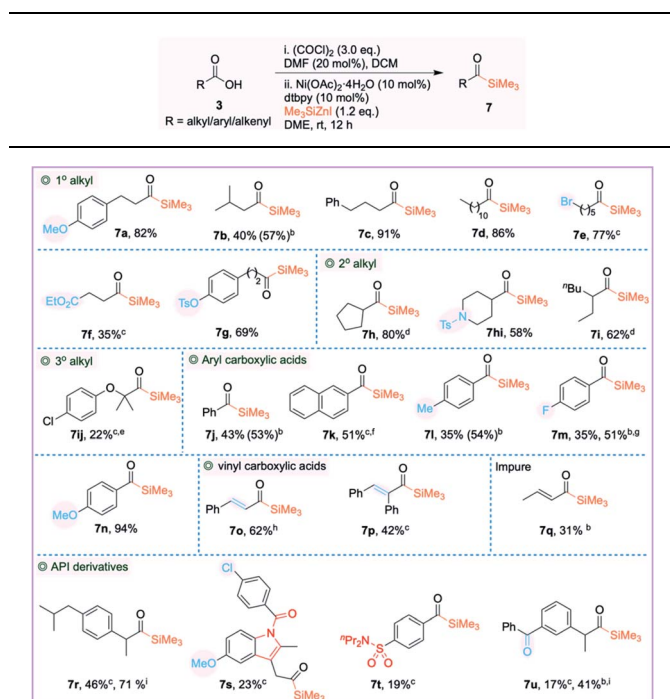 i. (COCl)2 (3.0 eq.)
DMF (20 mol%), DCM
ii. Ni(OAc)2·4H2O (10 mol%)
dtbpy (10 mol%)
Me3SiZnI (1.2 eq.)
DME, rt, 12 h
O
R OH
3
R = alkyl/aryl/alkenyl
O
R SiMe3
7
1º alkyl
MeO O SiMe3
7a, 82%
O SiMe3
7b, 40% (57%)b
Ph O SiMe3
7c, 91%
( )10 O SiMe3
7d, 86%
Br ( )5 O SiMe3
7e, 77%c
EtO2C O SiMe3
7f, 35%c
TsO ( )2 SiMe3 O
7g, 69%
2º alkyl
O SiMe3
7h, 80%d
Ts N O SiMe3
7hi, 58%
nBu O SiMe3
7i, 62%d
3º alkyl
Cl O O SiMe3
7ij, 22%c,e
Aryl carboxylic acids
Ph O SiMe3
7j, 43% (53%)b
O SiMe3
7k, 51%c,f
Me O SiMe3
7l, 35% (54%)b
F O SiMe3
7m, 35%, 51%b,g
MeO O SiMe3
7n, 94%
vinyl carboxylic acids
Ph O SiMe3
7o, 62%h
Ph Ph O SiMe3
7p, 42%c
Impure
O SiMe3
7q, 31% b
API derivatives
O SiMe3
7r, 46%c, 71 %i
Cl O N MeO O SiMe3
7s, 23%c
nPr2N S O O O SiMe3
7t, 19%c
Ph O O SiMe3
7u, 17%c, 41%b,i